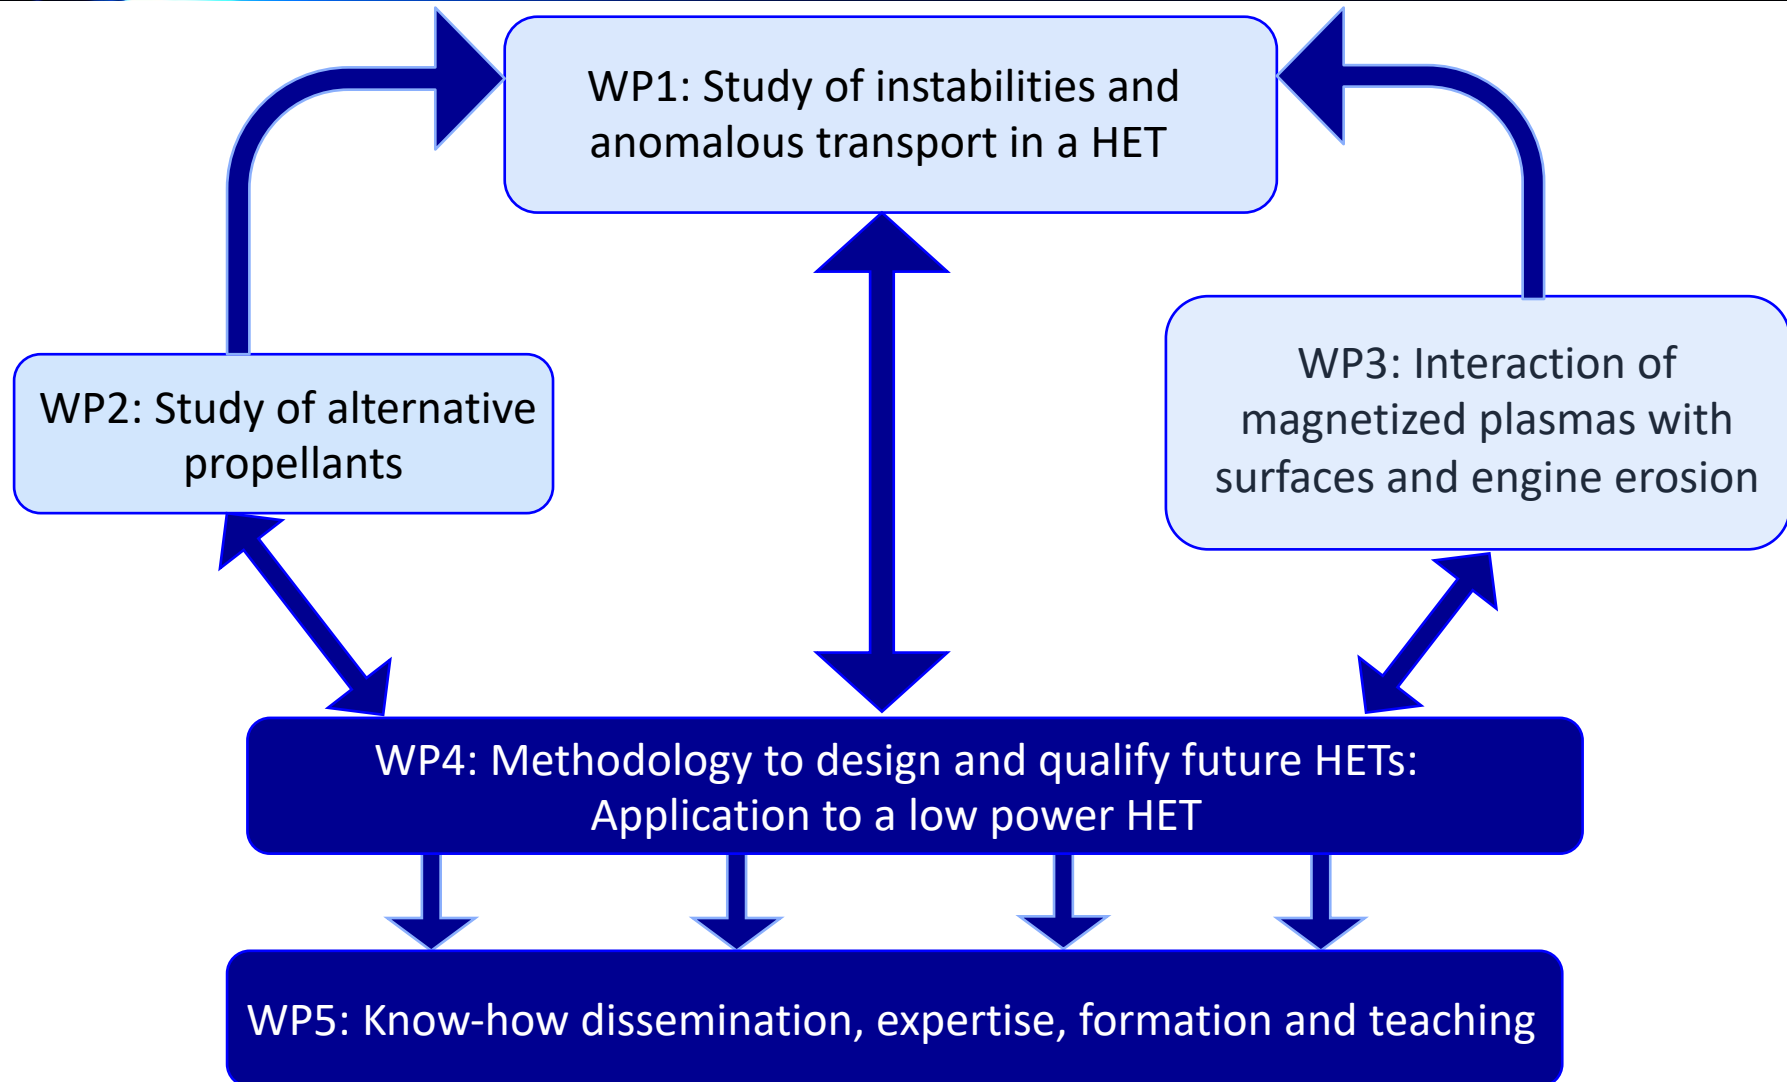 WP1: Study of instabilities and
anomalous transport in a HET
WP2: Study of alternative
propellants
WP3: Interaction of
magnetized plasmas with
surfaces and engine erosion
WP4: Methodology to design and qualify future HETs:
Application to a low power HET
WP5: Know-how dissemination, expertise, formation and teaching